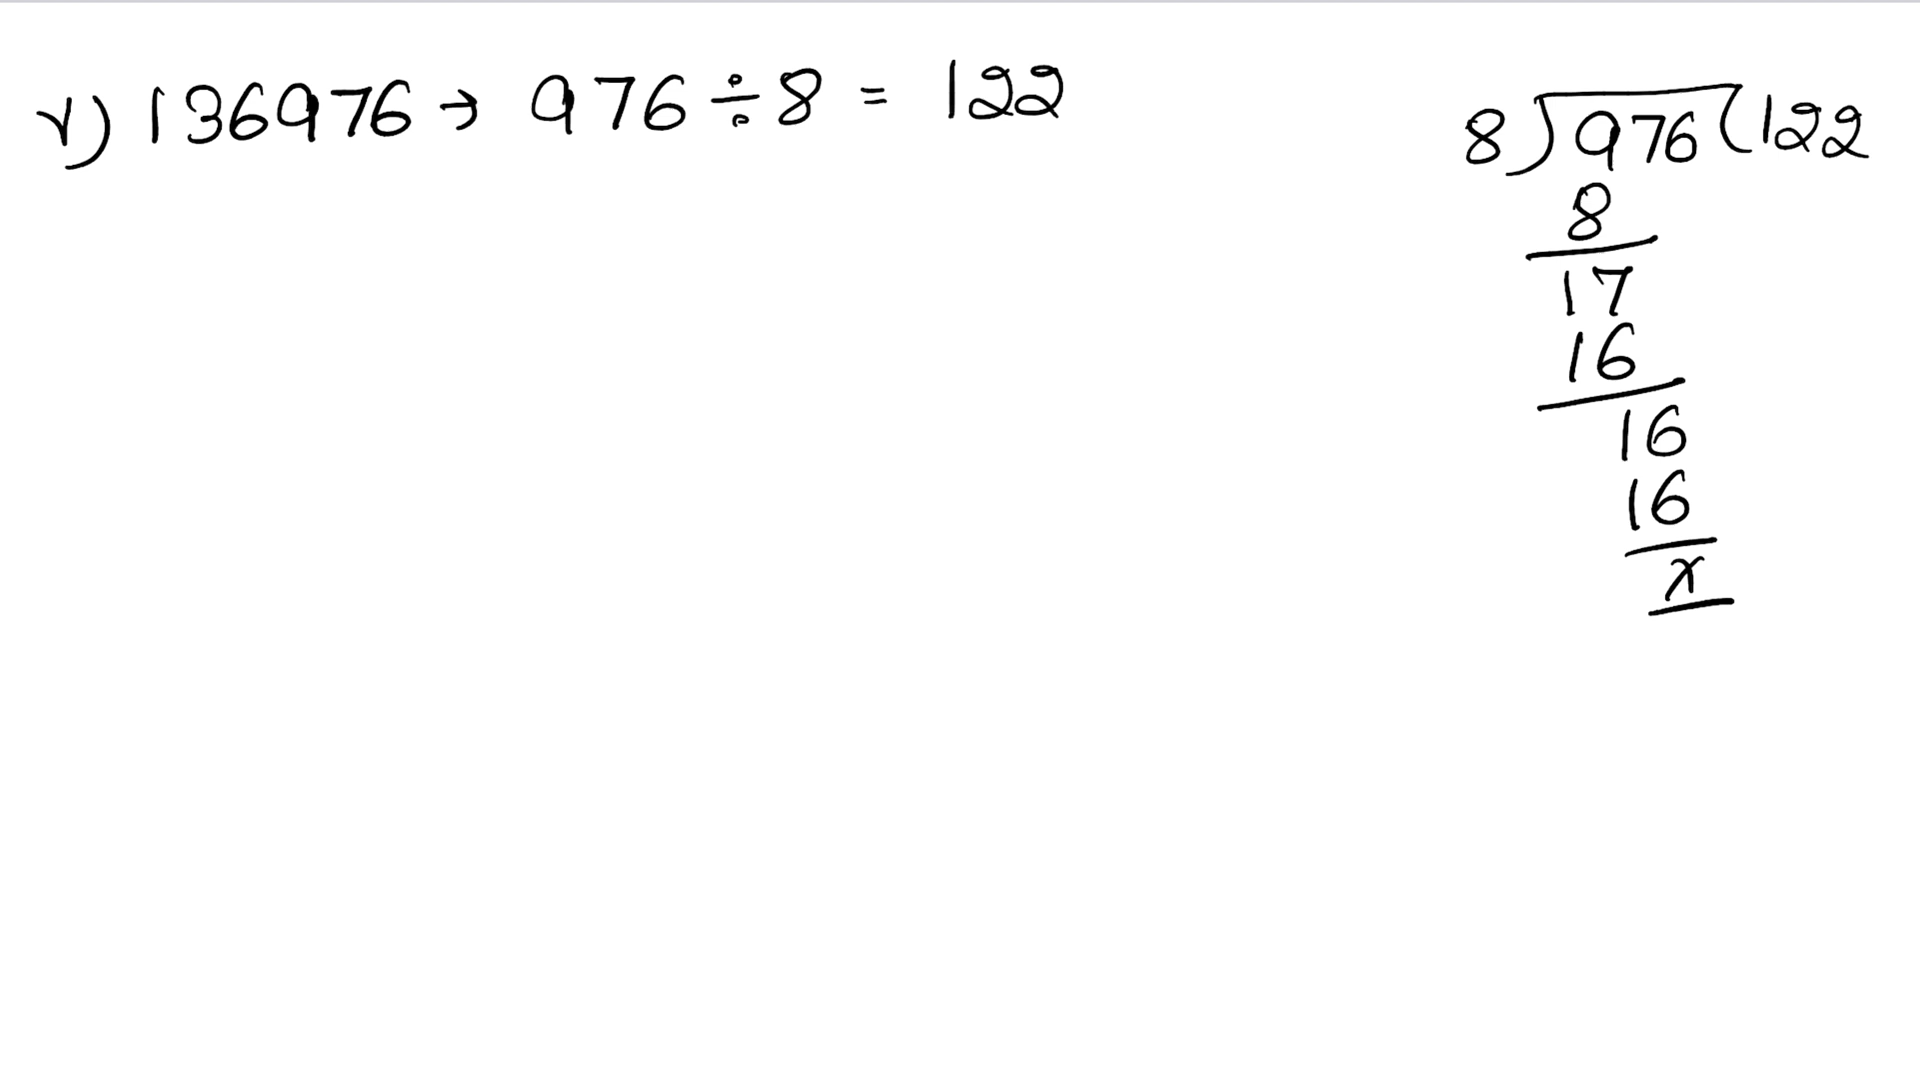 v) 136976 → 976 ÷ 8 = 122
8) 976 (122
8
17
16
16
16
x